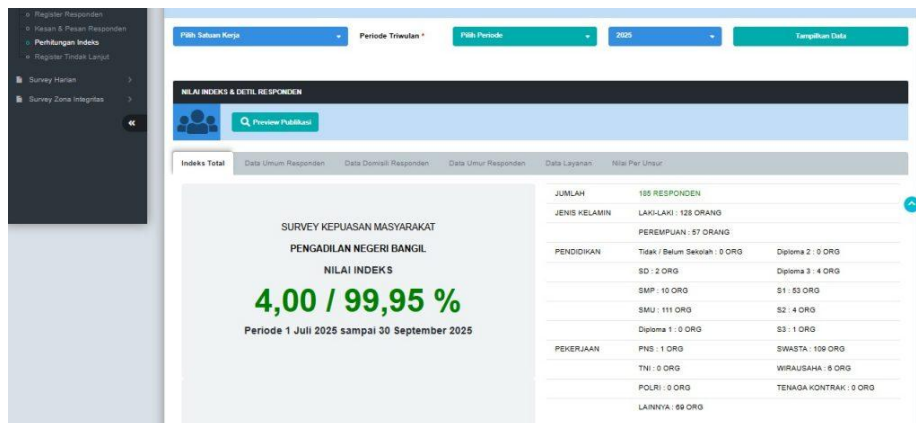 Register Responden
Kesan & Pesan Responden
Perhitungan Indeks
Register Tindak Lanjut
Survey Harian
Survey Zona Integritas
Pilih Satuan Kerja
Periode Triwulan *
Pilih Periode
2025
Tampilkan Data
NILAI INDEKS & DETIL RESPONDEN
Preview Publikasi
Indeks Total
Data Umum Responden
Data Domisili Responden
Data Umur Responden
Data Layanan
Nilai Per Unsur
SURVEY KEPUASAN MASYARAKAT
PENGADILAN NEGERI BANGIL
NILAI INDEKS
4,00 / 99,95 %
Periode 1 Juli 2025 sampai 30 September 2025
JUMLAH 185 RESPONDEN
JENIS KELAMIN LAKI-LAKI : 128 ORANG
PEREMPUAN : 57 ORANG
PENDIDIKAN Tidak / Belum Sekolah : 0 ORG Diploma 2 : 0 ORG
SD : 2 ORG Diploma 3 : 4 ORG
SMP : 10 ORG S1 : 53 ORG
SMU : 111 ORG S2 : 4 ORG
Diploma 1 : 0 ORG S3 : 1 ORG
PEKERJAAN PNS : 1 ORG SWASTA : 109 ORG
TNI : 0 ORG WIRAUSAHA : 6 ORG
POLRI : 0 ORG TENAGA KONTRAK : 0 ORG
LAINNYA : 69 ORG